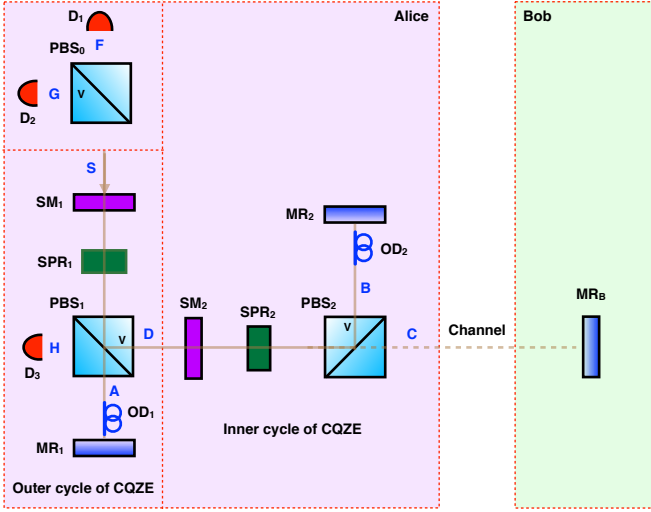 D₁
Alice
Bob
F
PBS₀
G
V
D₂
S
SM₁
MR₂
OD₂
SPR₁
B
MR_B
PBS₁
D
SM₂
SPR₂
PBS₂
V
C
Channel
V
H
D₃
A
OD₁
MR₁
Inner cycle of CQZE
Outer cycle of CQZE